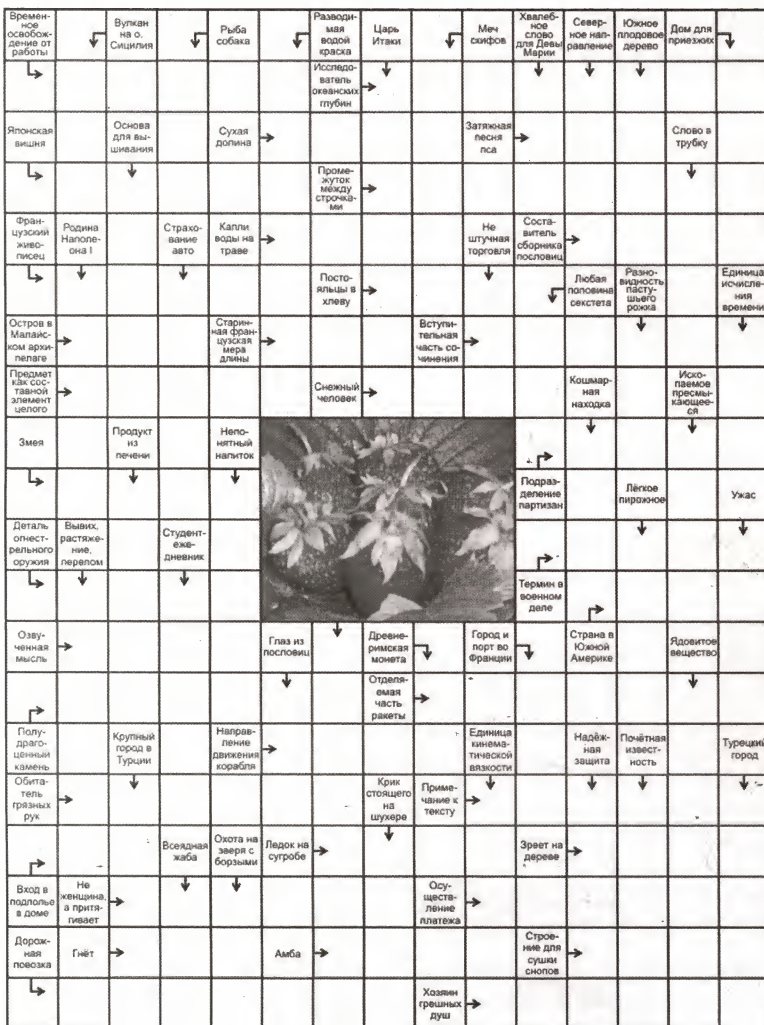 Времен-
ное
освобож-
дение от
работы
Вулкан
на о.
Сицилия
Рыба
собака
Разводи-
мая
водой
краска
Царь
Итаки
Меч
скифов
Хвалеб-
ное
слово
для Девы
Марии
Север-
ное на-
правление
Южное
плодовое
дерево
Дом для
приезжих
Исследо-
ватель
океанских
глубин
Японская
вишня
Основа
для вы-
шивания
Сухая
долина
Затяжная
песня
пса
Слово в
трубку
Проме-
жуток
между
строчка-
ми
Фран-
цузский
живо-
писец
Родина
Наполе-
она I
Страхо-
вание
авто
Капли
воды на
траве
Не
штучная
торговля
Соста-
витель
сборника
пословиц
Посто-
яльцы в
хлеву
Любая
половина
секстета
Разно-
видность
пасту-
шьего
рожка
Единица
исчисле-
ния
времени
Остров в
Малайс-
ком архи-
пелаге
Старин-
ная фран-
цузская
мера
длины
Вступи-
тельная
часть со-
чинения
Предмет
как сос-
тавной
элемент
целого
Снежный
человек
Кошмар-
ная
находка
Иско-
паемое
пресмы-
кающее-
ся
Змея
Продукт
из
печени
Непо-
нятный
напиток
Подраз-
деление
партизан
Лёгкое
пирожное
Ужас
Деталь
огнест-
рельного
оружия
Вывих,
растяже-
ние,
перелом
Студент-
еже-
дневник
Термин в
военном
деле
Озву-
ченная
мысль
Глаз из
пословиц
Древне-
римская
монета
Город и
порт во
Франции
Страна в
Южной
Америке
Ядовитое
вещество
Отделя-
емая
часть
ракеты
Полу-
драго-
ценный
камень
Крупный
город в
Турции
Направ-
ление
движения
корабля
Единица
кинема-
тической
вязкости
Надёж-
ная
защита
Почётная
извест-
ность
Турецкий
город
Обита-
тель
грязных
рук
Крик
стоящего
на
шухере
Приме-
чание к
тексту
Всеядная
жаба
Охота на
зверя с
борзыми
Ледок на
сугробе
Зреет на
дереве
Вход в
подполье
в доме
Не
женщина,
а притя-
гивает
Осу-
ществ-
ление
платежа
Дорож-
ная
повозка
Гнёт
Амба
Строе-
ние для
сушки
снопов
Хозяин
грешных
душ